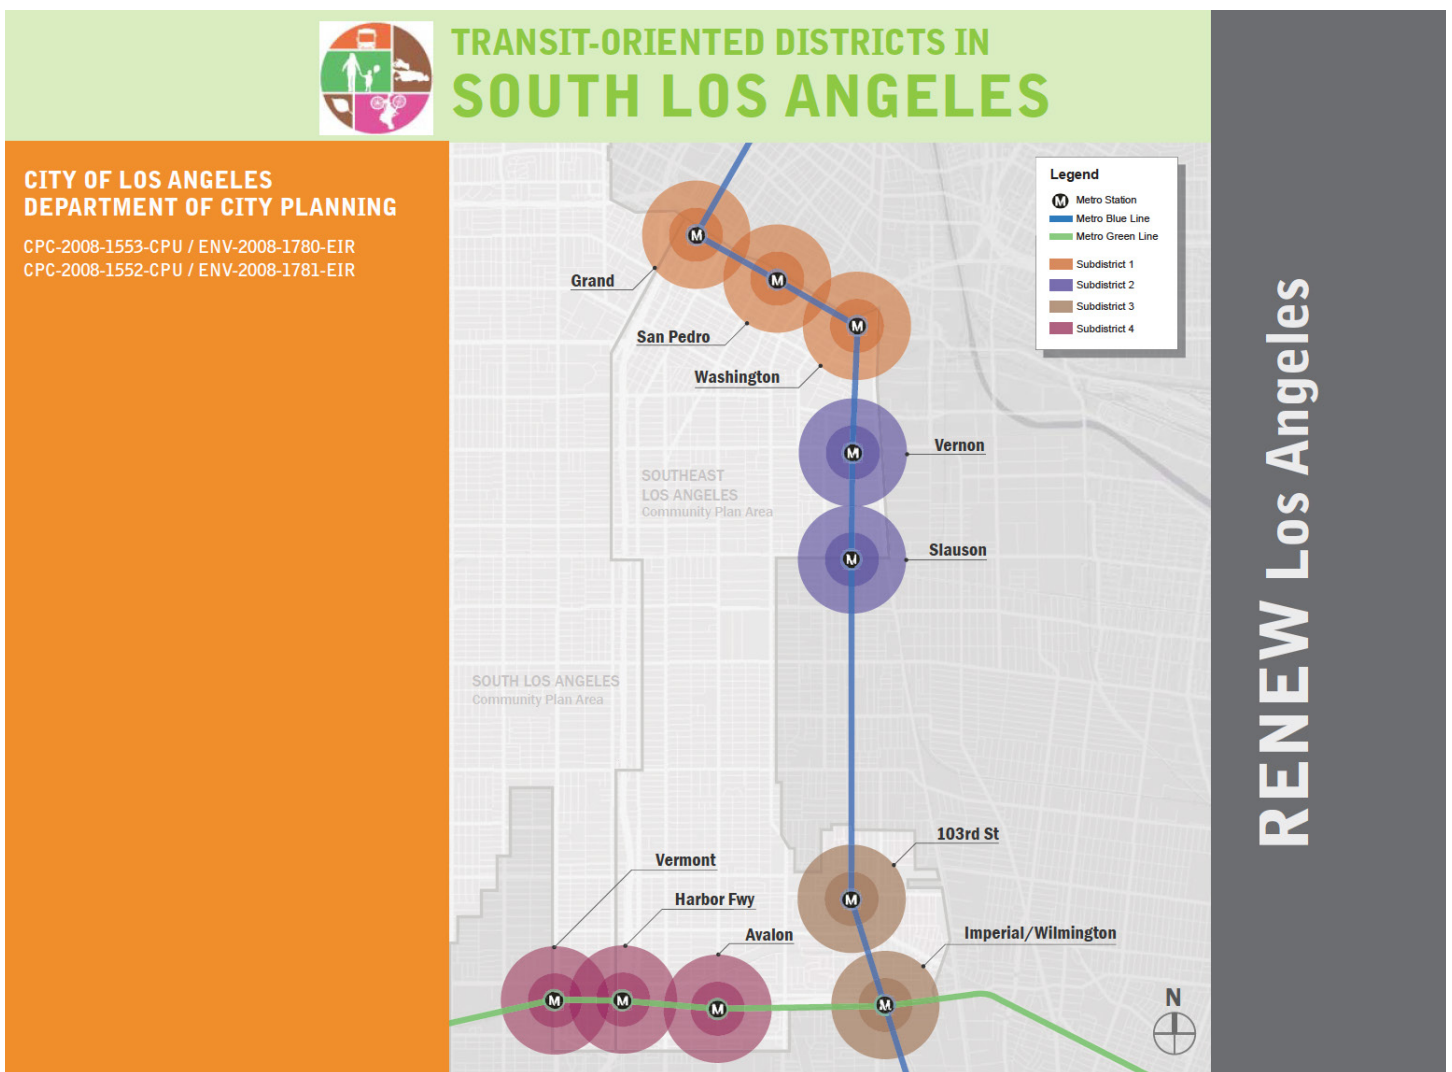 TRANSIT-ORIENTED DISTRICTS IN
SOUTH LOS ANGELES
CITY OF LOS ANGELES
DEPARTMENT OF CITY PLANNING
CPC-2008-1553-CPU / ENV-2008-1780-EIR
CPC-2008-1552-CPU / ENV-2008-1781-EIR
Legend
M Metro Station
Metro Blue Line
Metro Green Line
Subdistrict 1
Subdistrict 2
Subdistrict 3
Subdistrict 4
M
Grand
M
San Pedro
M
Washington
M
Vernon
SOUTHEAST
LOS ANGELES
Community Plan Area
M
Slauson
SOUTH LOS ANGELES
Community Plan Area
103rd St
M
Vermont
Harbor Fwy
Avalon
Imperial/Wilmington
M
M
M
M
N
RENEW Los Angeles